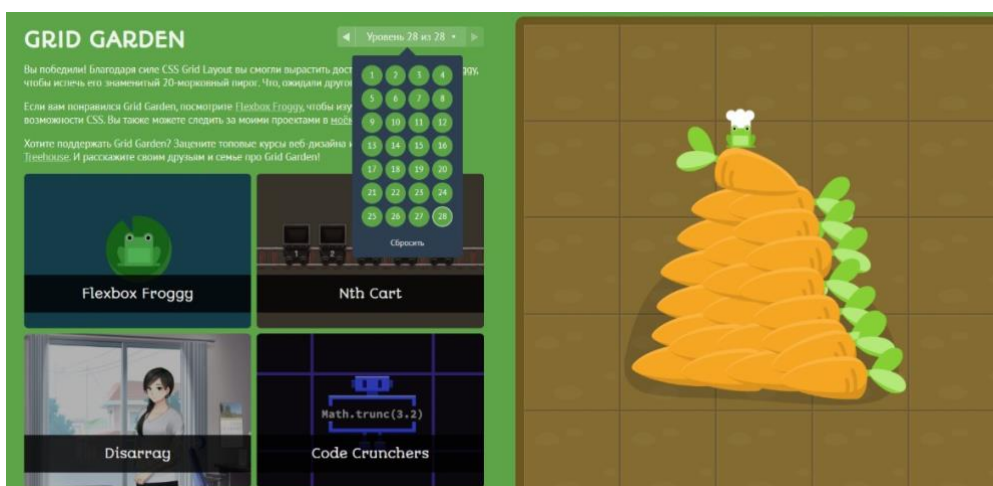 GRID GARDEN
Уровень 28 из 28
Вы победили! Благодаря силе CSS Grid Layout вы смогли вырастить дост
ggy,
чтобы испечь его знаменитый 20-морковный пирог. Что, ожидали другог
Если вам понравился Grid Garden, посмотрите Flexbox Froggy, чтобы изу
возможности CSS. Вы также можете следить за моими проектами в моём
Хотите поддержать Grid Garden? Зацените топовые курсы веб дизайна и
Treehouse. И расскажите своим друзьям и семье про Grid Garden!
1 2 3 4
5 6 7 8
9 10 11 12
13 14 15 16
17 18 19 20
21 22 23 24
25 26 27 28
Сбросить
1 2
Flexbox Froggy
Nth Cart
Math.trunc(3.2)
Disarray
Code Crunchers